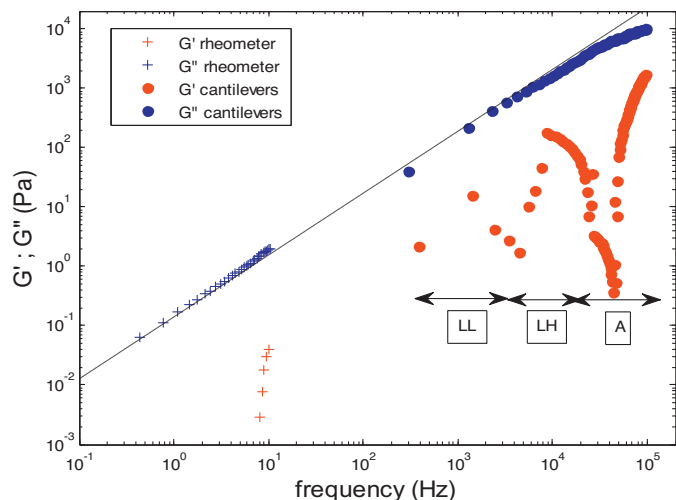 G' rheometer
G" rheometer
G' cantilevers
G" cantilevers
G' ; G" (Pa)
10^4
10^3
10^2
10^1
10^0
10^-1
10^-2
10^-3
LL
LH
A
10^-1
10^0
10^1
10^2
10^3
10^4
10^5
frequency (Hz)